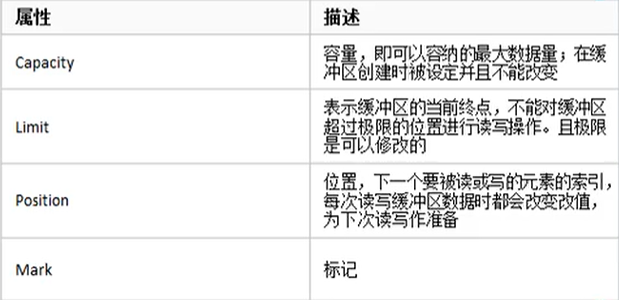 属性
描述
Capacity
容量，即可以容纳的最大数据量；在缓
冲区创建时被设定并且不能改变
Limit
表示缓冲区的当前终点，不能对缓冲区
超过极限的位置进行读写操作。且极限
是可以修改的
Position
位置，下一个要被读或写的元素的索引，
每次读写缓冲区数据时都会改变改值，
为下次读写作准备
Mark
标记